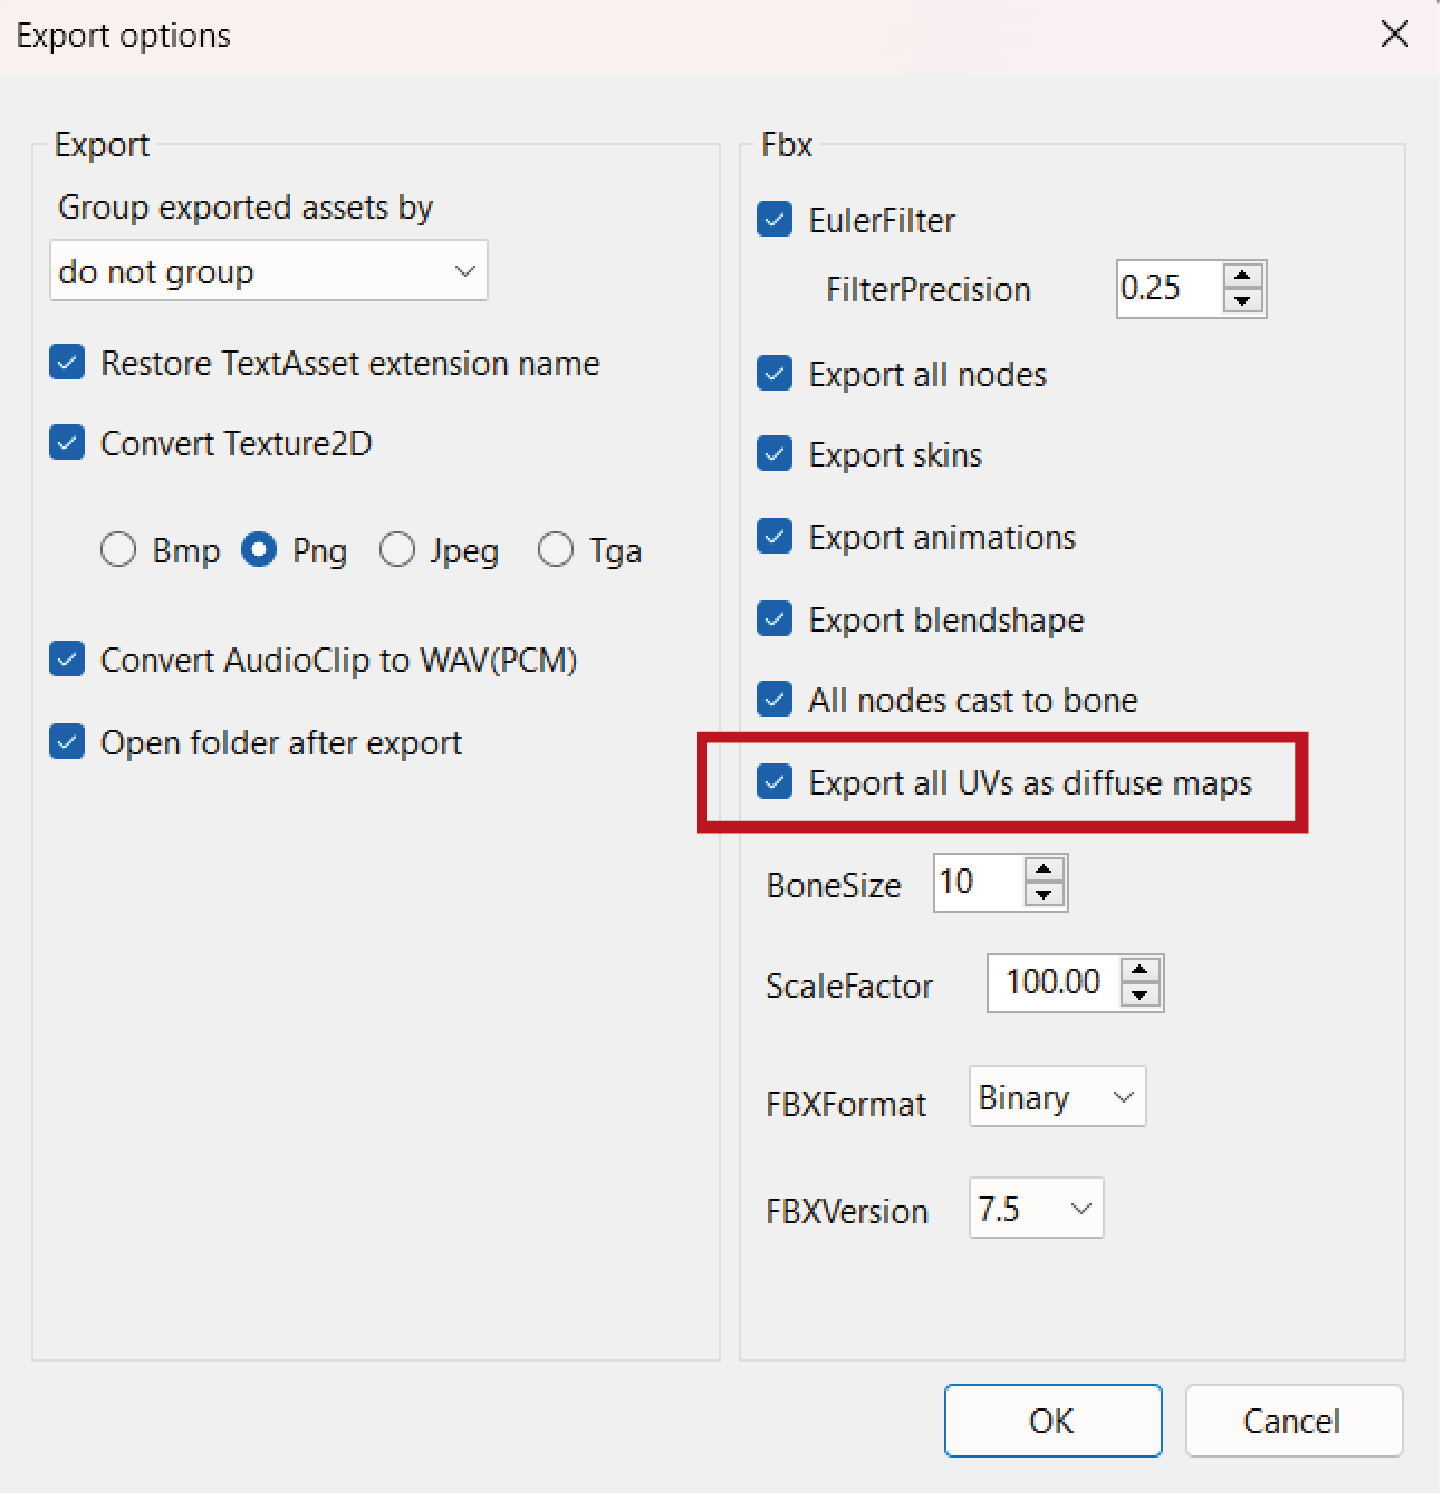 Export options
Export
Group exported assets by
do not group
Restore TextAsset extension name
Convert Texture2D
Bmp Png Jpeg Tga
Convert AudioClip to WAV(PCM)
Open folder after export
Fbx
EulerFilter
FilterPrecision 0.25
Export all nodes
Export skins
Export animations
Export blendshape
All nodes cast to bone
Export all UVs as diffuse maps
BoneSize 10
ScaleFactor 100.00
FBXFormat Binary
FBXVersion 7.5
OK Cancel